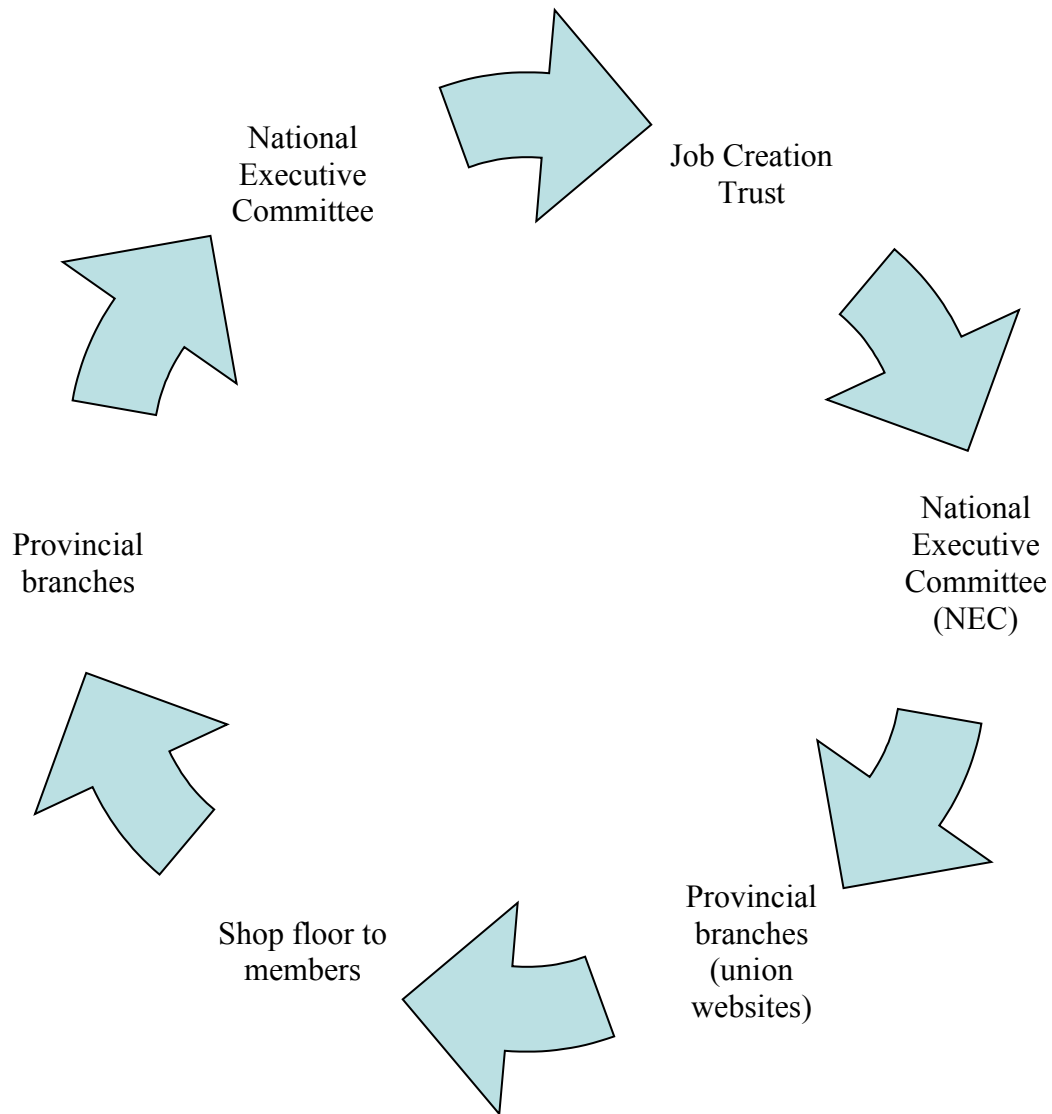 National
Executive
Committee
Job Creation
Trust
National
Executive
Committee
(NEC)
Provincial
branches
(union
websites)
Shop floor to
members
Provincial
branches